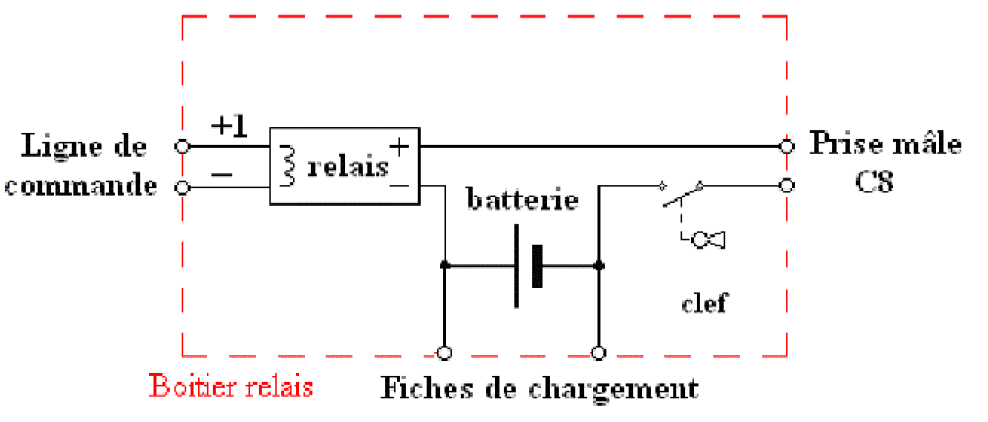 Ligne de
commande
+1
–
relais
+
–
batterie
Prise mâle
C8
clef
Boitier relais
Fiches de chargement